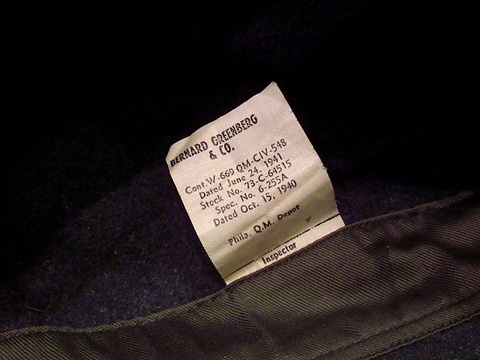 BERNARD GREENBERG
& CO.
Cont. W-669 QM-CIV-548
Dated June 24, 1941
Stock No. 73-C-64515
Spec. No. 6-255A
Dated Oct. 15, 1940
Phila. Q.M. Depot
Inspector